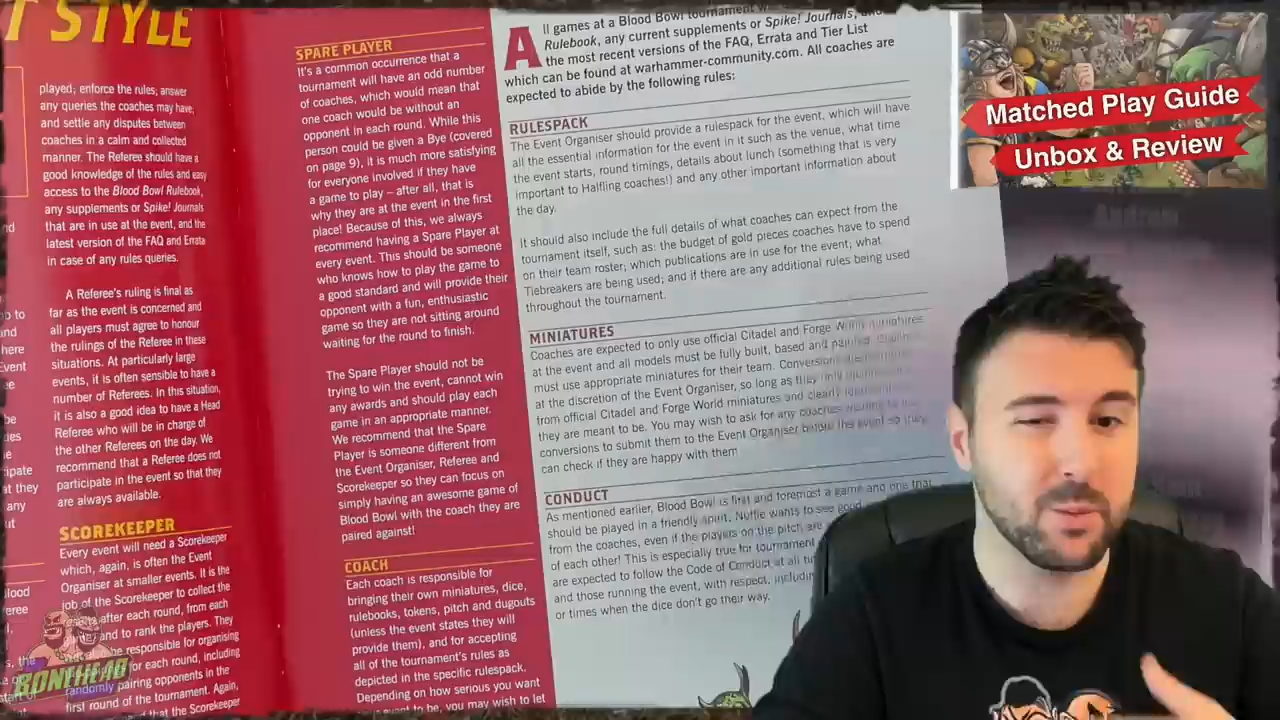 T STYLE
played, enforce the rules, answer
any queries the coaches may have,
and settle any disputes between
coaches in a calm and collected
manner. The Referee should have a
good knowledge of the rules and easy
access to the Blood Bowl Rulebook,
any supplements or Spike! Journals
that are in use at the event, and the
latest version of the FAQ and Errata
in case of any rules queries.
A Referee's ruling is final as
far as the event is concerned and
all players must agree to honour
the rulings of the Referee in these
situations. At particularly large
events, it is often sensible to have a
number of Referees. In this situation,
it is also a good idea to have a Head
Referee who will be in charge of
the other Referees on the day. We
recommend that a Referee does not
participate in the event so that they
are always available.
SCOREKEEPER
Every event will need a Scorekeeper
which, again, is often the Event
Organiser at smaller events. It is the
job of the Scorekeeper to collect the
after each round, from each
and to rank the players. They
be responsible for organising
for each round, including
randomly pairing opponents in the
first round of the tournament. Again,
that the Scorekeeper
SPARE PLAYER
It's a common occurrence that a
tournament will have an odd number
of coaches, which would mean that
one coach would be without an
opponent in each round. While this
person could be given a Bye (covered
on page 9), it is much more satisfying
for everyone involved if they have
a game to play – after all, that is
why they are at the event in the first
place! Because of this, we always
recommend having a Spare Player at
every event. This should be someone
who knows how to play the game to
a good standard and will provide their
opponent with a fun, enthusiastic
game so they are not sitting around
waiting for the round to finish.
The Spare Player should not be
trying to win the event, cannot win
any awards and should play each
game in an appropriate manner.
We recommend that the Spare
Player is someone different from
the Event Organiser, Referee and
Scorekeeper so they can focus on
simply having an awesome game of
Blood Bowl with the coach they are
paired against!
COACH
Each coach is responsible for
bringing their own miniatures, dice,
rulebooks, tokens, pitch and dugouts
(unless the event states they will
provide them), and for accepting
all of the tournament's rules as
depicted in the specific rulespack.
Depending on how serious you want
to be, you may wish to let
All games at a Blood Bowl tournament
Rulebook, any current supplements or Spike! Journals,
the most recent versions of the FAQ, Errata and Tier List
which can be found at warhammer-community.com. All coaches are
expected to abide by the following rules:
RULESPACK
The Event Organiser should provide a rulespack for the event, which will have
all the essential information for the event in it such as the venue, what time
the event starts, round timings, details about lunch (something that is very
important to Halfling coaches!) and any other important information about
the day.
It should also include the full details of what coaches can expect from the
tournament itself, such as: the budget of gold pieces coaches have to spend
on their team roster; which publications are in use for the event; what
Tiebreakers are being used; and if there are any additional rules being used
throughout the tournament.
MINIATURES
Coaches are expected to only use official Citadel and Forge World miniatures
at the event and all models must be fully built, based and painted.
must use appropriate miniatures for their team. Conversions
at the discretion of the Event Organiser, so long as they
from official Citadel and Forge World miniatures and clearly
they are meant to be. You may wish to ask for any coaches
conversions to submit them to the Event Organiser before the event so they
can check if they are happy with them
CONDUCT
As mentioned earlier, Blood Bowl is first and foremost a game and one that
should be played in a friendly spirit. Nuffle wants to see good
from the coaches, even if the players on the pitch are
of each other! This is especially true for tournament
are expected to follow the Code of Conduct at all
and those running the event, with respect,
or times when the dice don't go their way.
Matched Play Guide
Unbox & Review
BONEHEAD